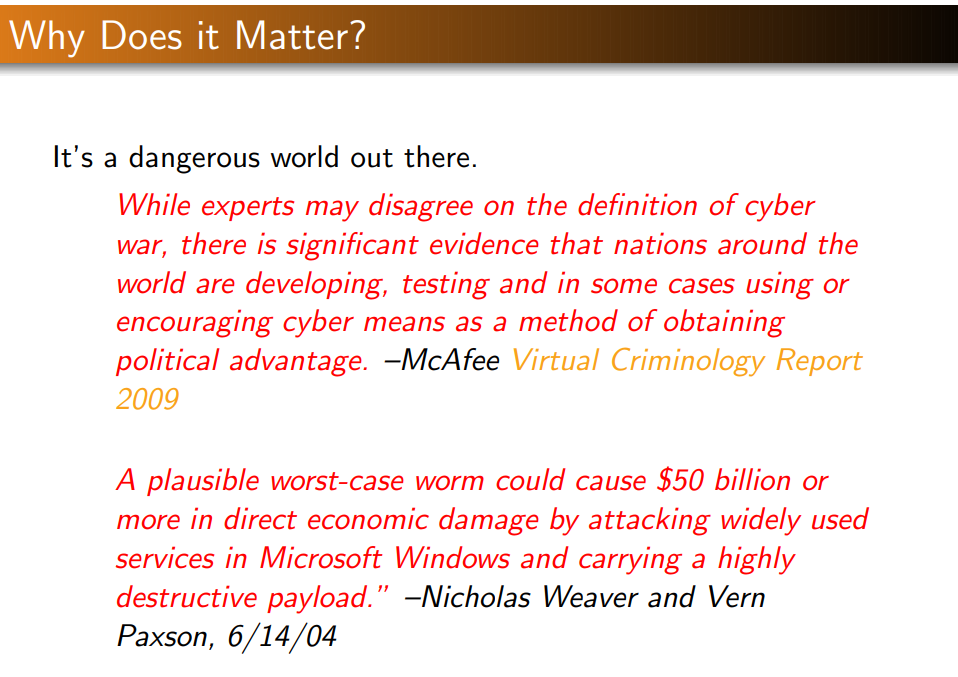 Why Does it Matter?
It's a dangerous world out there.
While experts may disagree on the definition of cyber
war, there is significant evidence that nations around the
world are developing, testing and in some cases using or
encouraging cyber means as a method of obtaining
political advantage. –McAfee Virtual Criminology Report
2009
A plausible worst-case worm could cause $50 billion or
more in direct economic damage by attacking widely used
services in Microsoft Windows and carrying a highly
destructive payload.” –Nicholas Weaver and Vern
Paxson, 6/14/04